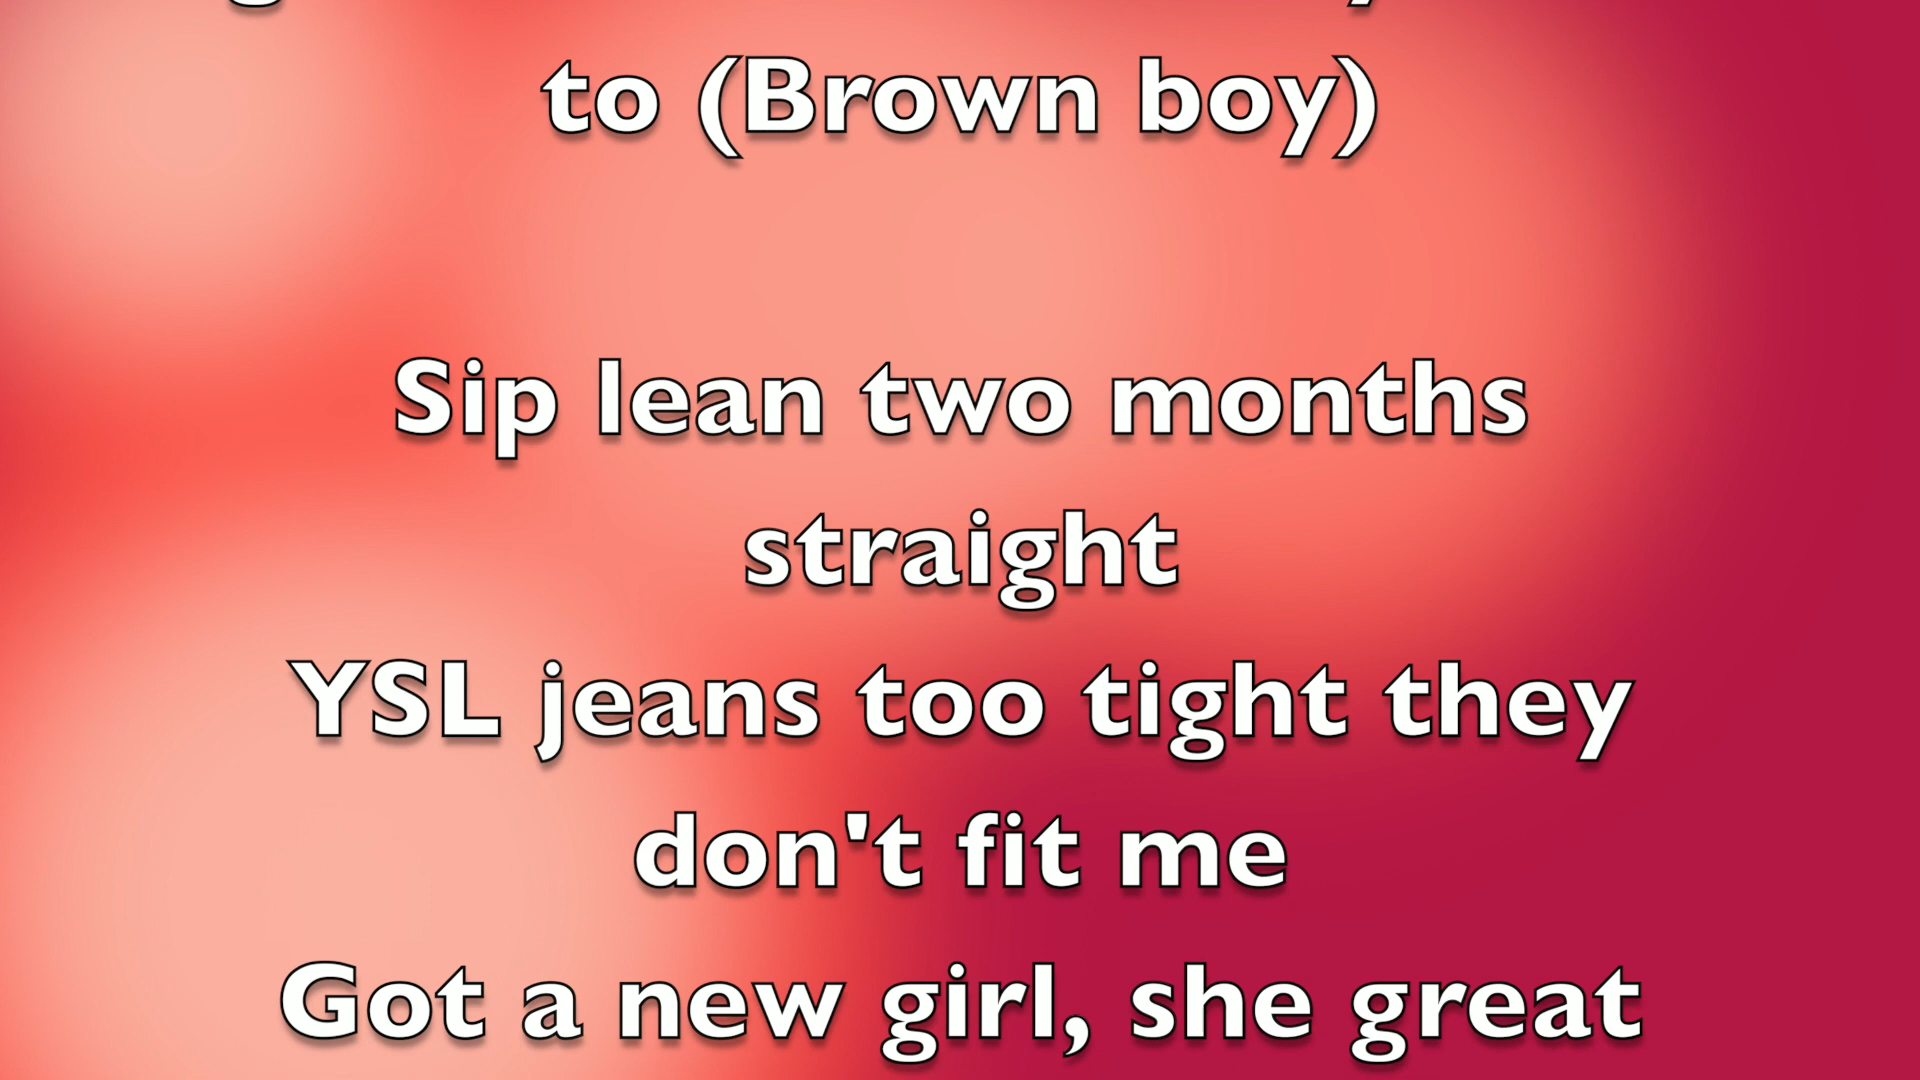 to (Brown boy)
Sip lean two months
straight
YSL jeans too tight they
don't fit me
Got a new girl, she great